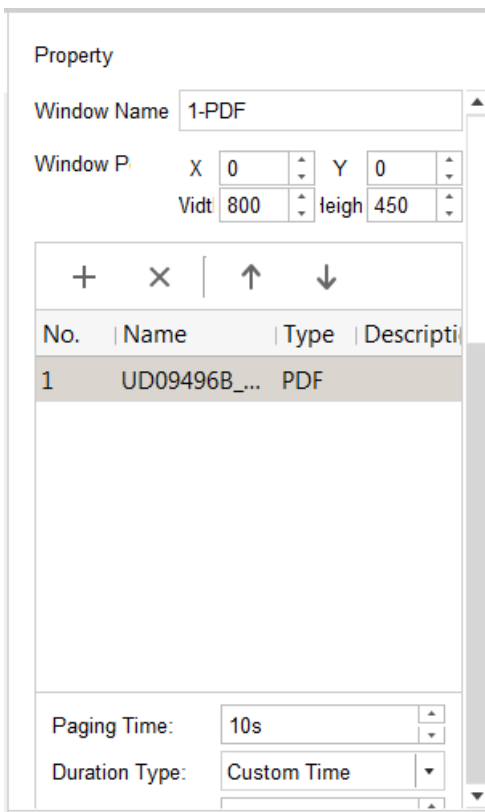 Property
Window Name 1-PDF
Window P X 0 Y 0
Vidt 800 Heigh 450
No. Name Type Descripti
1 UD09496B_... PDF
Paging Time: 10s
Duration Type: Custom Time